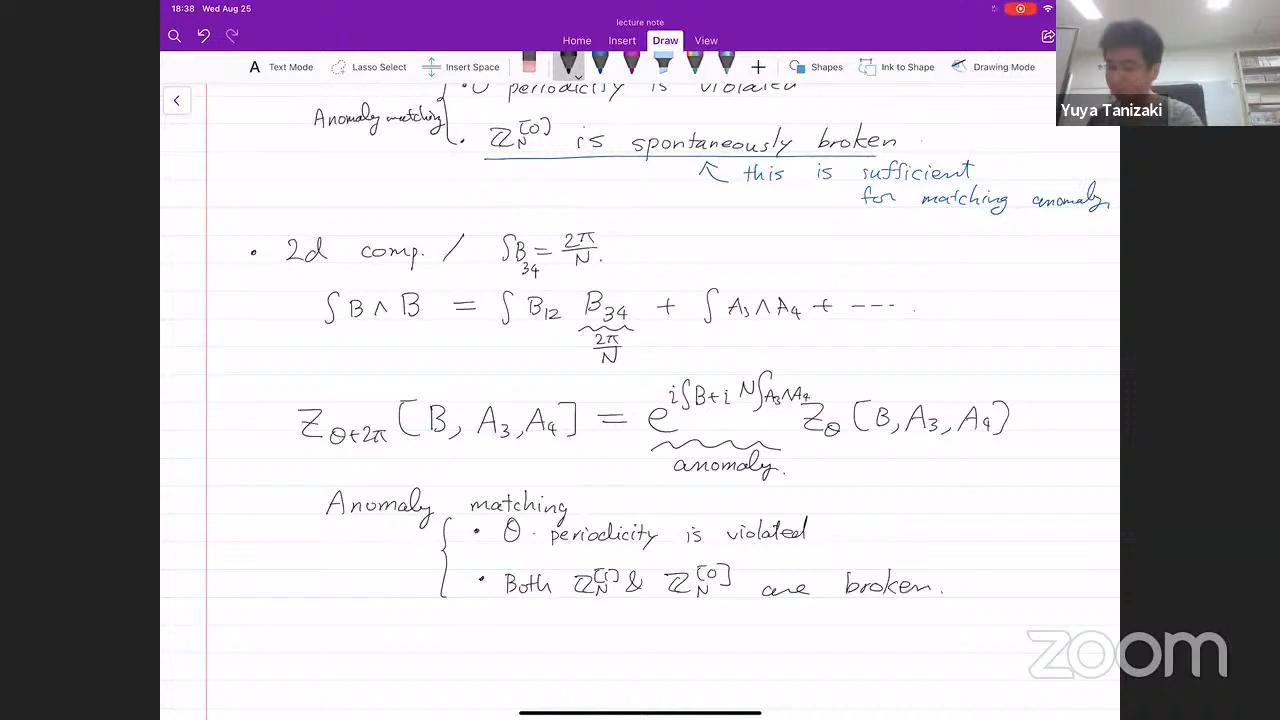 18:38 Wed Aug 25
lecture note
Home Insert Draw View
Text Mode Lasso Select Insert Space Shapes Ink to Shape Drawing Mode
Yuya Tanizaki
Anomaly matching { · θ periodicity is violated
· ℤ_N^[0] is spontaneously broken
↖ this is sufficient
for matching anomaly,
· 2d comp. / ∫B_34 = 2π/N.
∫B∧B = ∫B_12 B_34 + ∫A_3∧A_4 + ---
2π/N
Z_θ+2π [B, A_3, A_4] = e^{i∫B+i N∫A_3∧A_4} Z_θ [B, A_3, A_4]
anomaly.
Anomaly matching
· θ periodicity is violated
· Both ℤ_N^[1] & ℤ_N^[0] are broken.
zoom